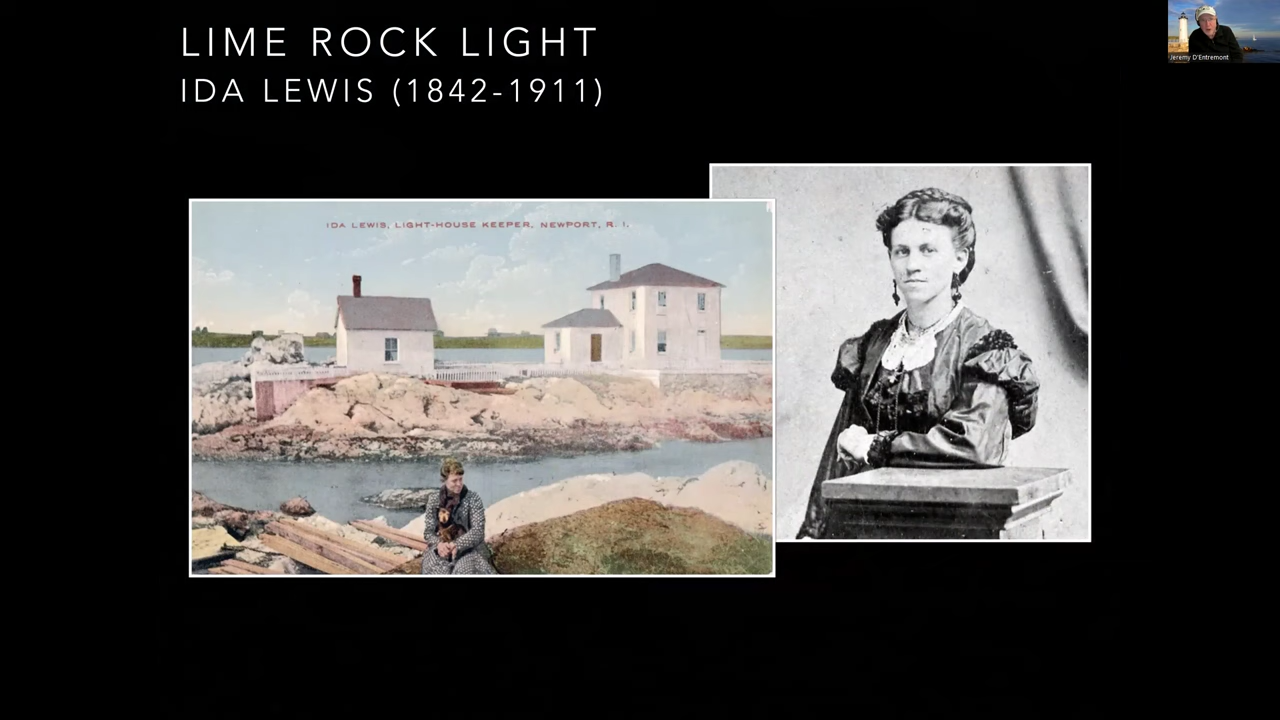 LIME ROCK LIGHT
IDA LEWIS (1842-1911)
Jeremy D'Entremont
IDA LEWIS, LIGHT-HOUSE KEEPER, NEWPORT, R. I.